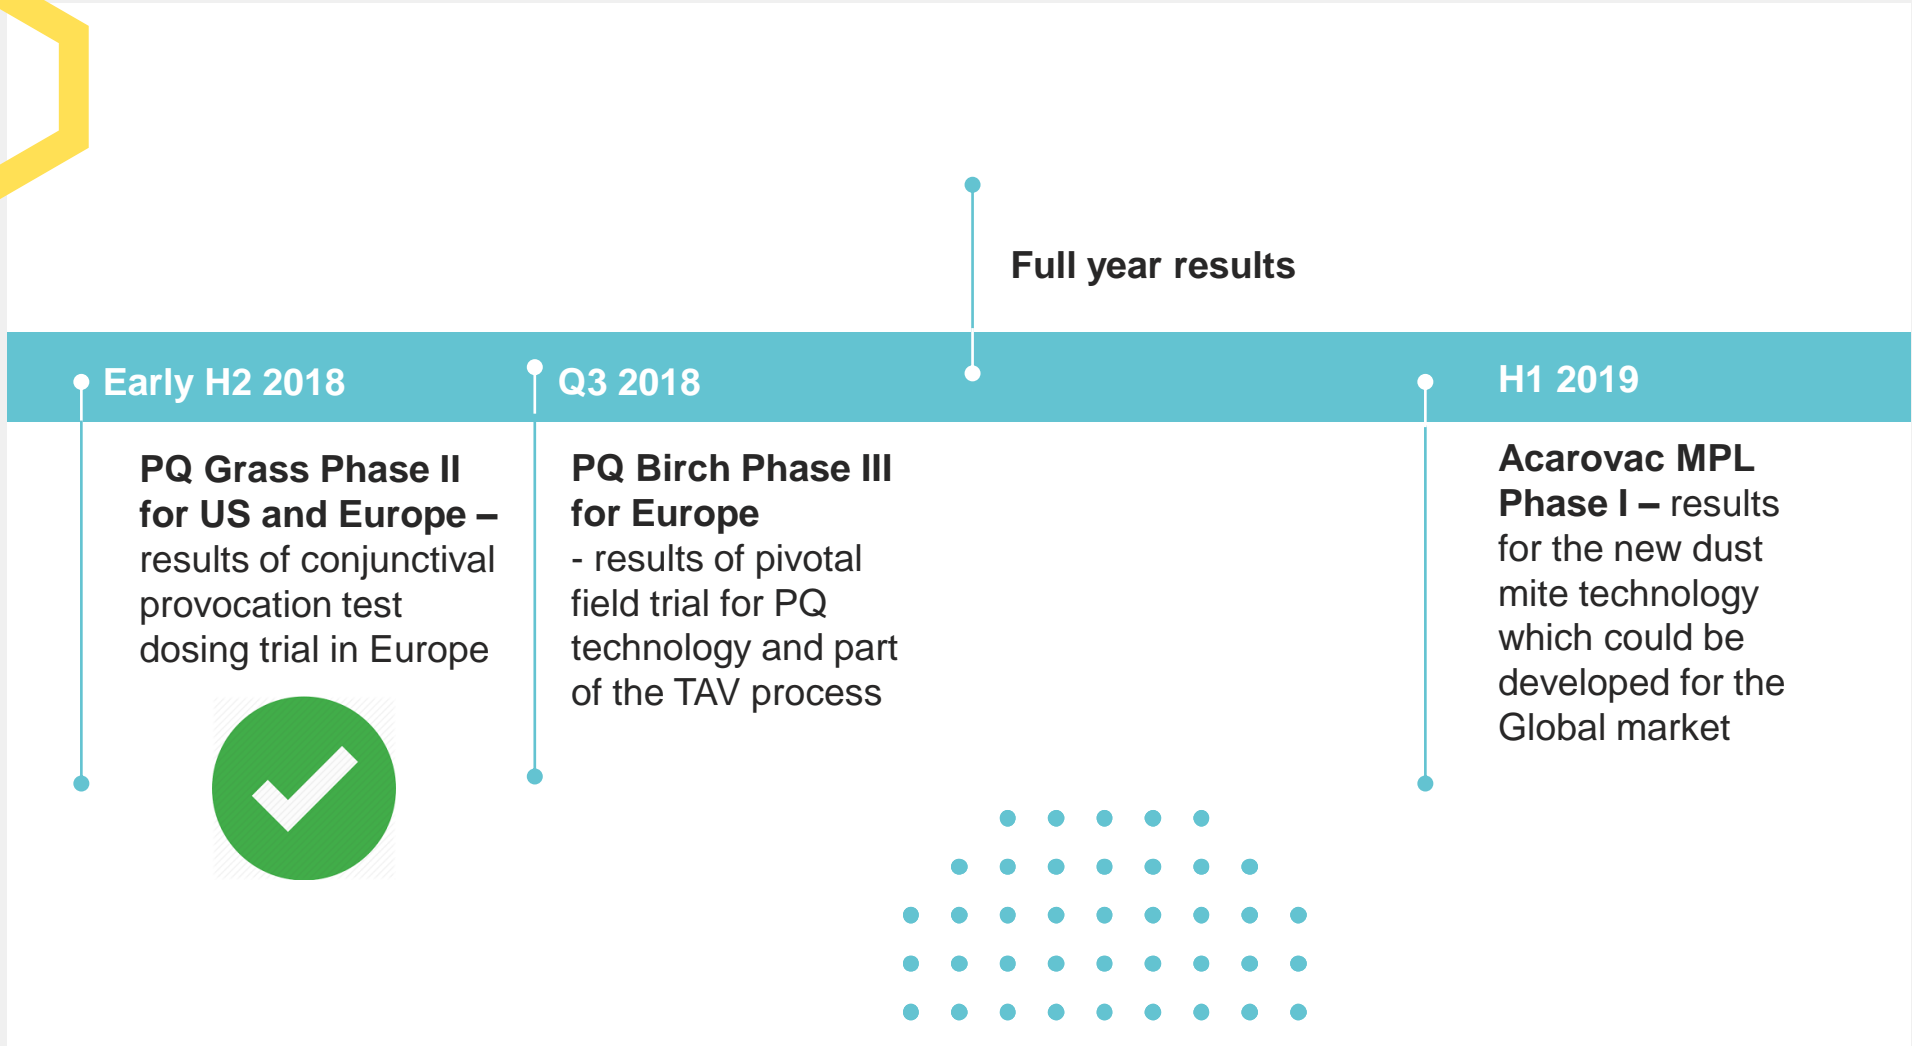 Full year results
Early H2 2018
PQ Grass Phase II
for US and Europe –
results of conjunctival
provocation test
dosing trial in Europe
Q3 2018
PQ Birch Phase III
for Europe
- results of pivotal
field trial for PQ
technology and part
of the TAV process
H1 2019
Acarovac MPL
Phase I – results
for the new dust
mite technology
which could be
developed for the
Global market